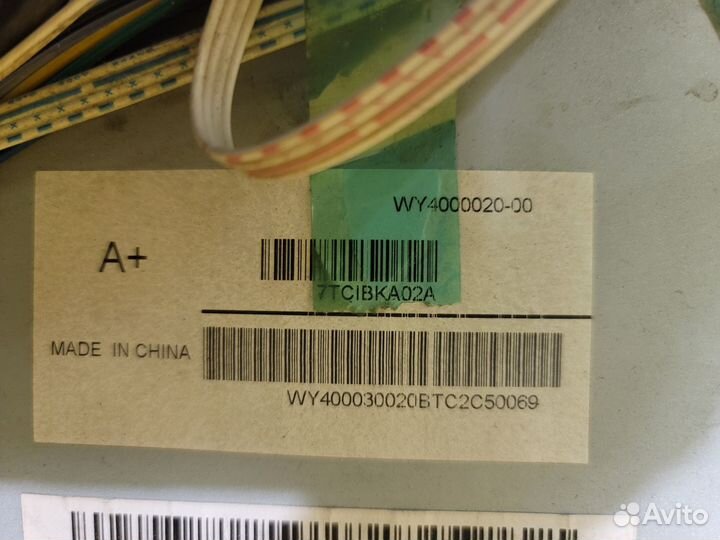 WY4000020-00
A+
7TCIBKA02A
MADE IN CHINA
WY400030020BTC2C50069
Avito